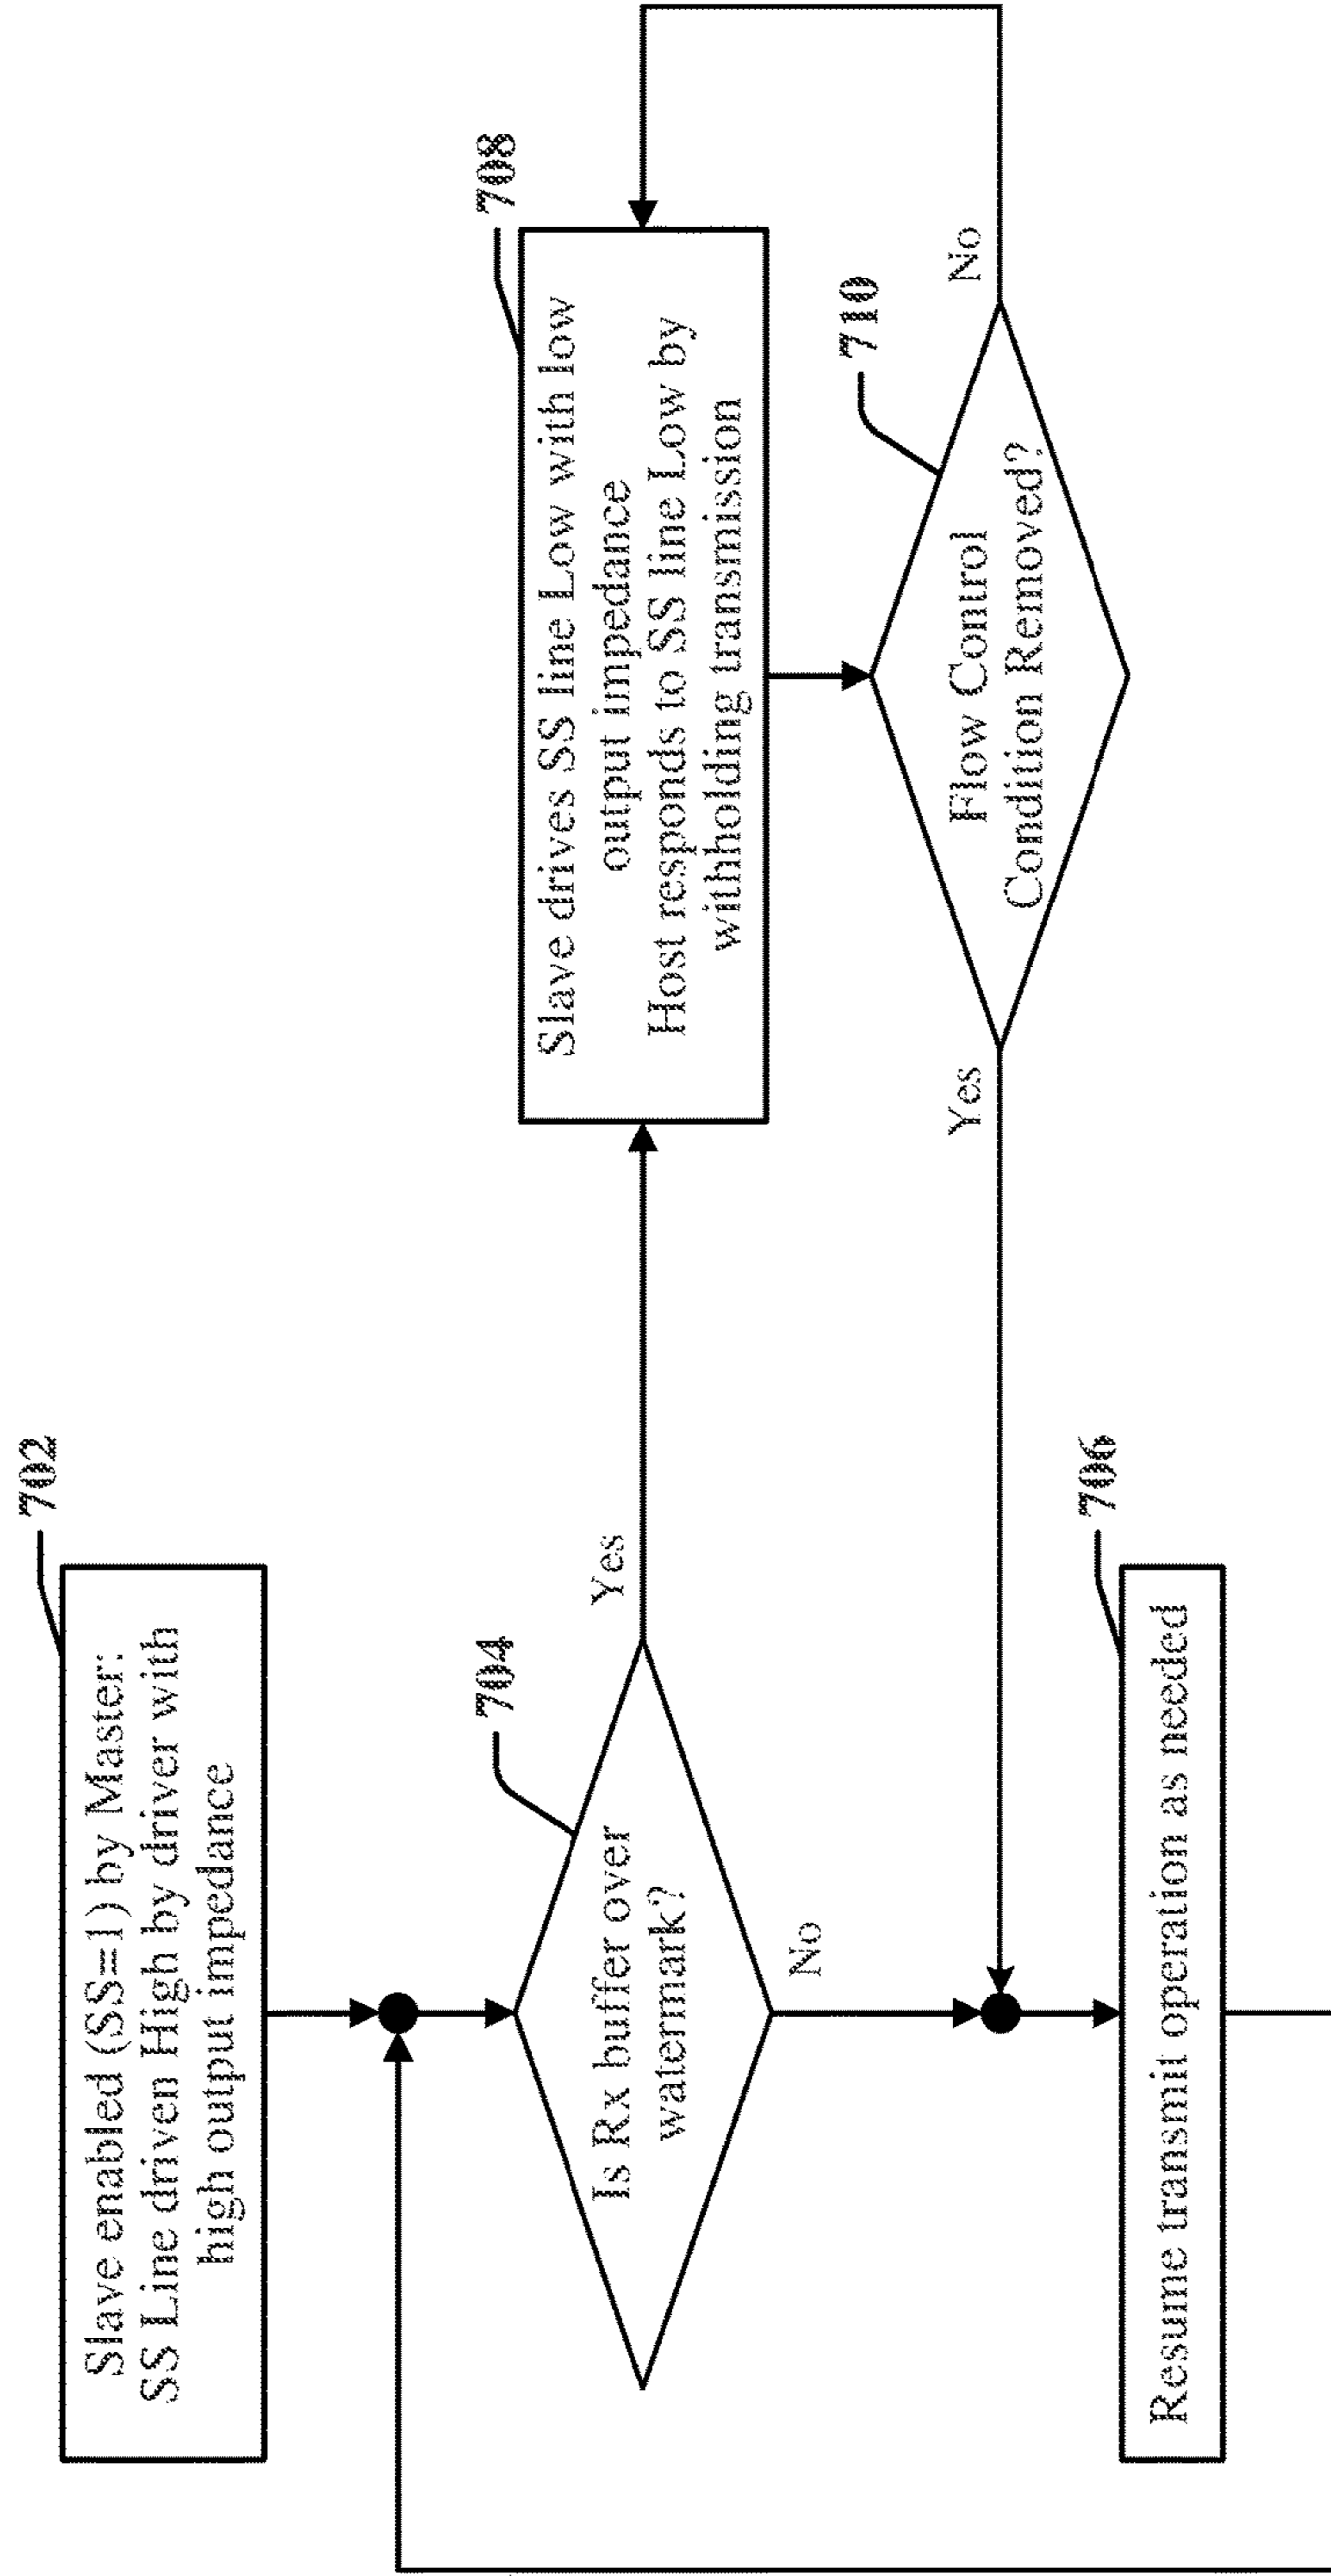 702
Slave enabled (SS=1) by Master:
SS Line driven High by driver with
high output impedance
704
Is Rx buffer over
watermark?
Yes
No
708
Slave drives SS line Low with low
output impedance
Host responds to SS line Low by
withholding transmission
710
Flow Control
Condition Removed?
Yes
No
706
Resume transmit operation as needed